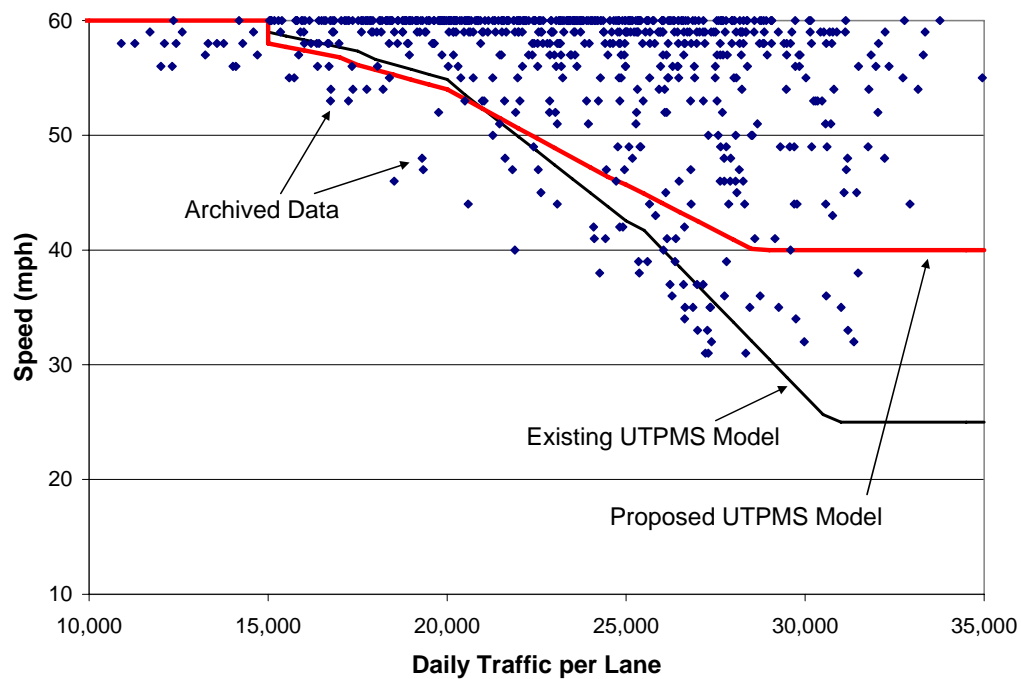 60
50
40
30
20
10
Speed (mph)
Archived Data
Existing UTPMS Model
Proposed UTPMS Model
10,000
15,000
20,000
25,000
30,000
35,000
Daily Traffic per Lane